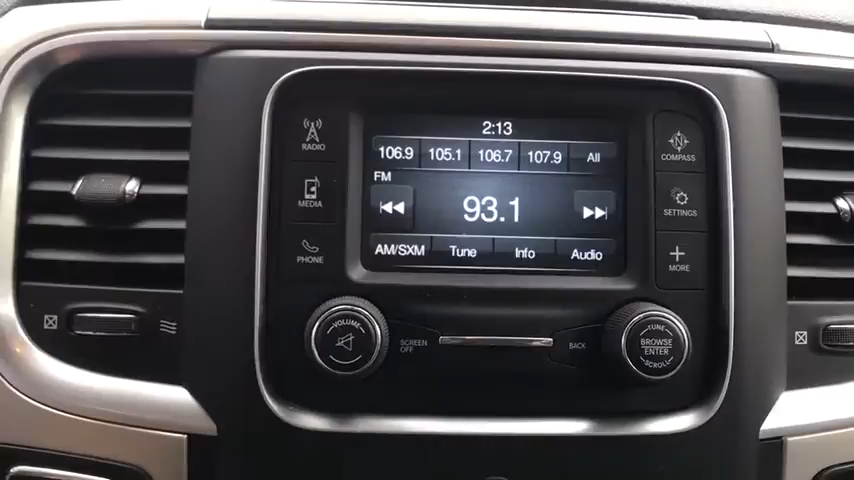 2:13
RADIO
106.9 105.1 106.7 107.9 All
N
COMPASS
FM
MEDIA
93.1
SETTINGS
PHONE
AM/SXM Tune Info Audio
MORE
VOLUME
SCREEN OFF
BACK
TUNE
BROWSE
ENTER
SCROLL